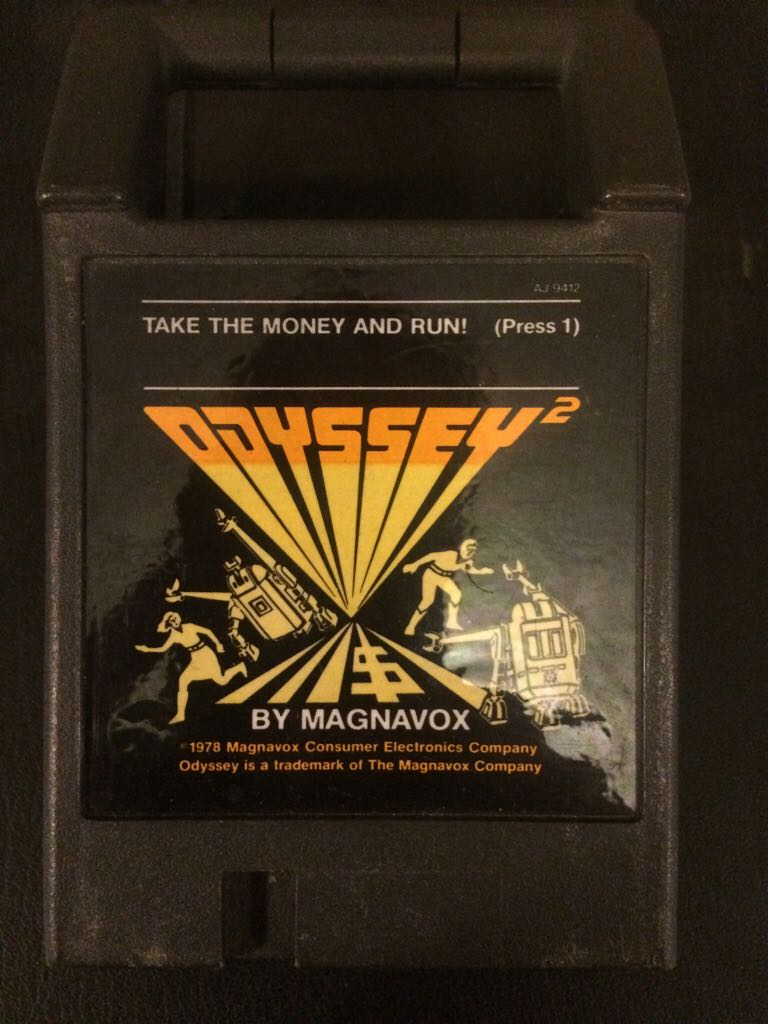 AJ 9412
TAKE THE MONEY AND RUN! (Press 1)
ODYSSEY²
$
BY MAGNAVOX
©1978 Magnavox Consumer Electronics Company
Odyssey is a trademark of The Magnavox Company